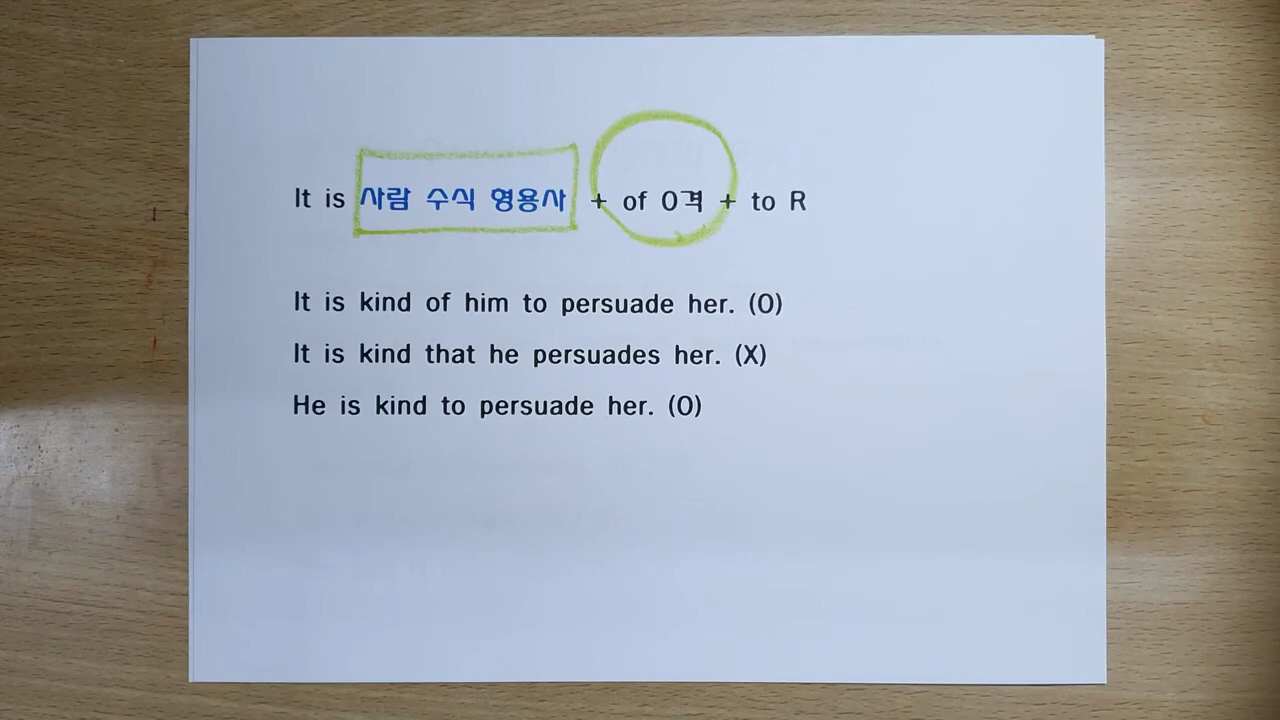 It is 사람 수식 형용사 + of O격 + to R
It is kind of him to persuade her. (O)
It is kind that he persuades her. (X)
He is kind to persuade her. (O)